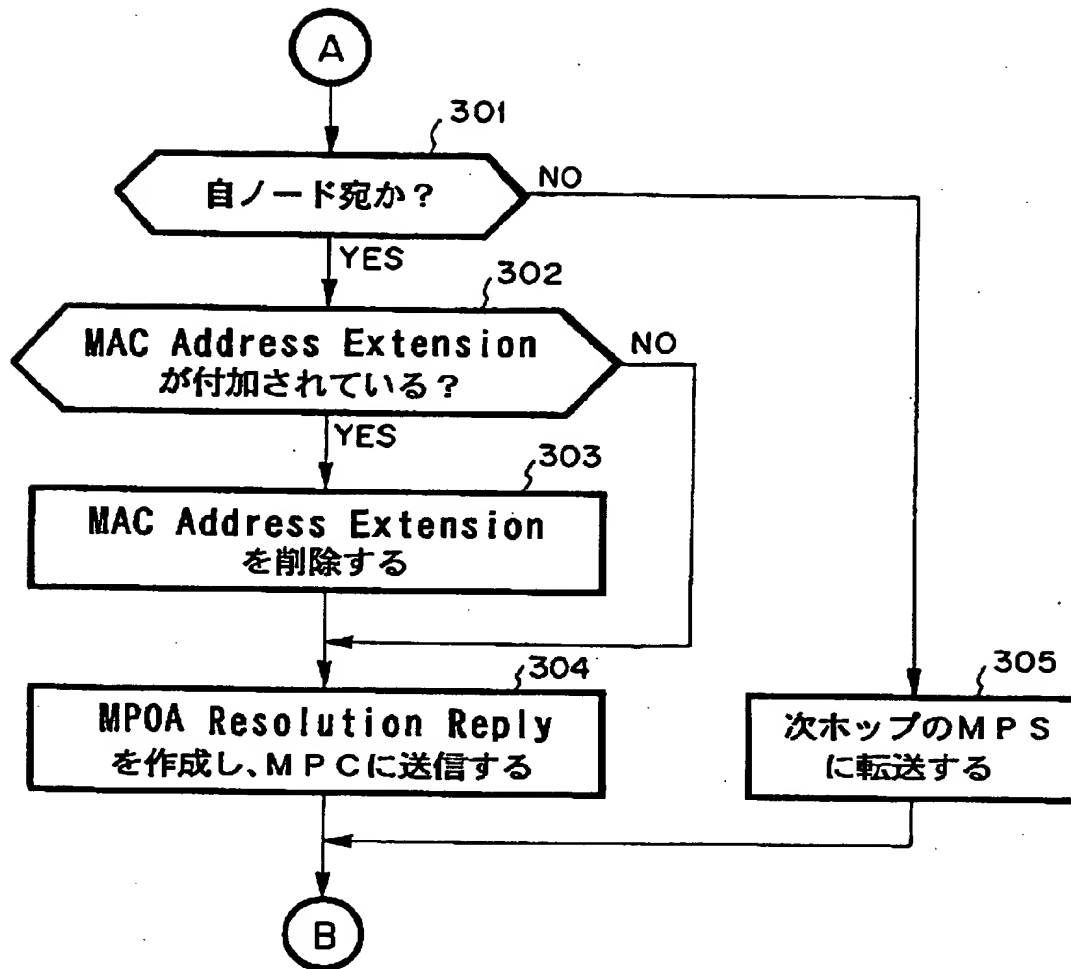 A
301
自ノード宛か?
NO
YES
302
MAC Address Extension
が付加されている?
NO
YES
303
MAC Address Extension
を削除する
304
MPOA Resolution Reply
を作成し、MPCに送信する
305
次ホップのMPS
に転送する
B